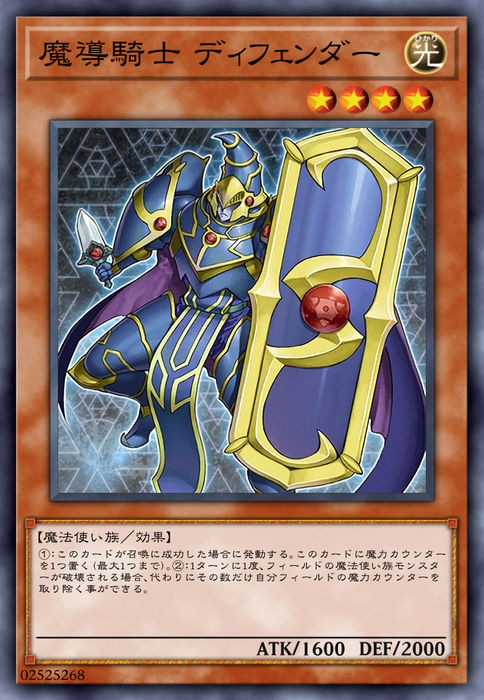 魔導騎士 ディフェンダー
ひかり
光
【魔法使い族／効果】
①：このカードが召喚に成功した場合に発動する。このカードに魔力カウンター
を1つ置く（最大1つまで）。②：1ターンに1度、フィールドの魔法使い族モンスタ
ーが破壊される場合、代わりにその数だけ自分フィールドの魔力カウンターを
取り除く事ができる。
ATK/1600 DEF/2000
02525268